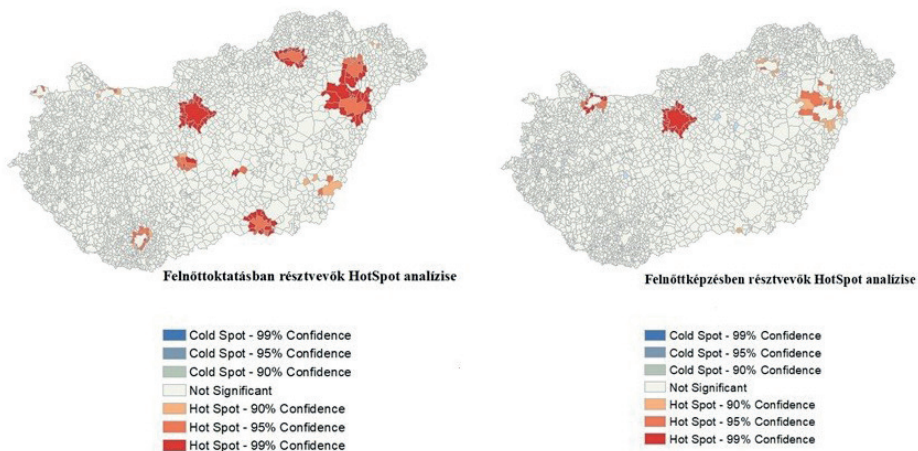 Felnőttoktatásban résztvevők HotSpot analízise
Cold Spot - 99% Confidence
Cold Spot - 95% Confidence
Cold Spot - 90% Confidence
Not Significant
Hot Spot - 90% Confidence
Hot Spot - 95% Confidence
Hot Spot - 99% Confidence
Felnőttképzésben résztvevők HotSpot analízise
Cold Spot - 99% Confidence
Cold Spot - 95% Confidence
Cold Spot - 90% Confidence
Not Significant
Hot Spot - 90% Confidence
Hot Spot - 95% Confidence
Hot Spot - 99% Confidence